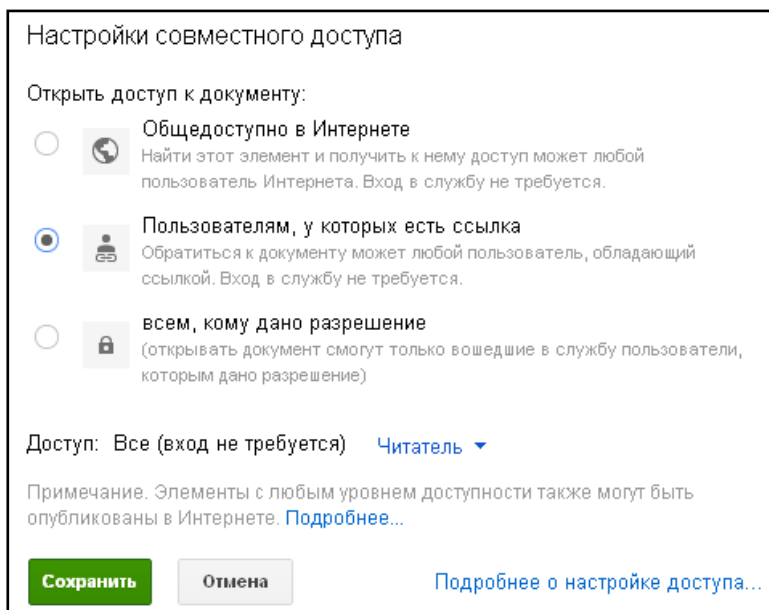 Настройки совместного доступа
Открыть доступ к документу:
Общедоступно в Интернете
Найти этот элемент и получить к нему доступ может любой
пользователь Интернета. Вход в службу не требуется.
Пользователям, у которых есть ссылка
Обратиться к документу может любой пользователь, обладающий
ссылкой. Вход в службу не требуется.
всем, кому дано разрешение
(открывать документ смогут только вошедшие в службу пользователи,
которым дано разрешение)
Доступ: Все (вход не требуется) Читатель
Примечание. Элементы с любым уровнем доступности также могут быть
опубликованы в Интернете. Подробнее...
Сохранить Отмена Подробнее о настройке доступа...